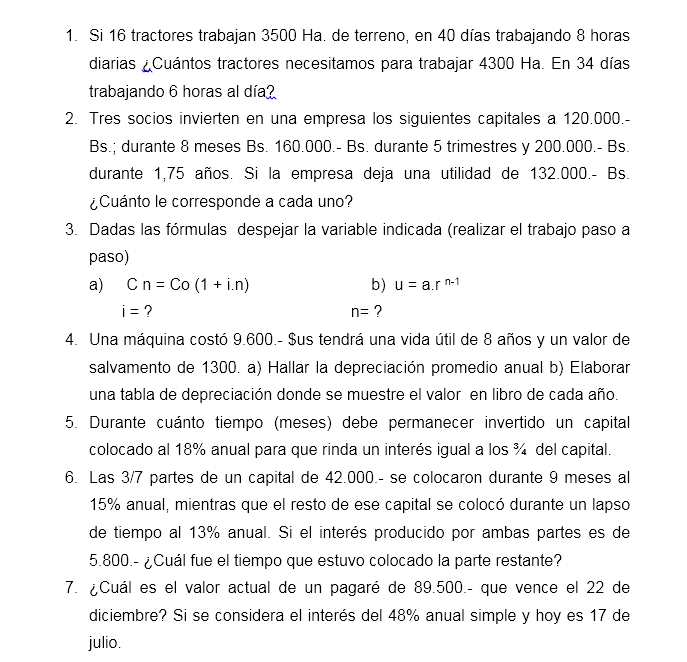 1. Si 16 tractores trabajan 3500 Ha. de terreno, en 40 días trabajando 8 horas
diarias ¿Cuántos tractores necesitamos para trabajar 4300 Ha. En 34 días
trabajando 6 horas al día?
2. Tres socios invierten en una empresa los siguientes capitales a 120.000.-
Bs.; durante 8 meses Bs. 160.000.- Bs. durante 5 trimestres y 200.000.- Bs.
durante 1,75 años. Si la empresa deja una utilidad de 132.000.- Bs.
¿Cuánto le corresponde a cada uno?
3. Dadas las fórmulas despejar la variable indicada (realizar el trabajo paso a
paso)
a) C n = Co (1 + i.n) b) u = a.r n-1
i = ? n= ?
4. Una máquina costó 9.600.- $us tendrá una vida útil de 8 años y un valor de
salvamento de 1300. a) Hallar la depreciación promedio anual b) Elaborar
una tabla de depreciación donde se muestre el valor en libro de cada año.
5. Durante cuánto tiempo (meses) debe permanecer invertido un capital
colocado al 18% anual para que rinda un interés igual a los ¾ del capital.
6. Las 3/7 partes de un capital de 42.000.- se colocaron durante 9 meses al
15% anual, mientras que el resto de ese capital se colocó durante un lapso
de tiempo al 13% anual. Si el interés producido por ambas partes es de
5.800.- ¿Cuál fue el tiempo que estuvo colocado la parte restante?
7. ¿Cuál es el valor actual de un pagaré de 89.500.- que vence el 22 de
diciembre? Si se considera el interés del 48% anual simple y hoy es 17 de
julio.